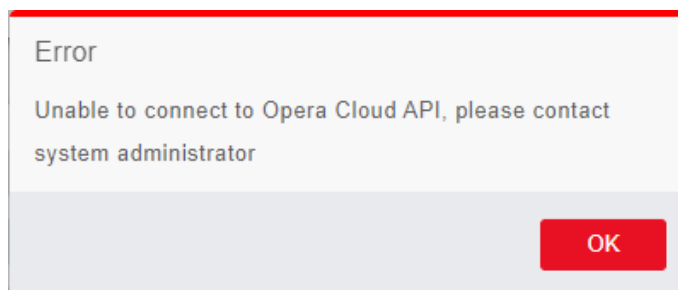 Error
Unable to connect to Opera Cloud API, please contact
system administrator
OK